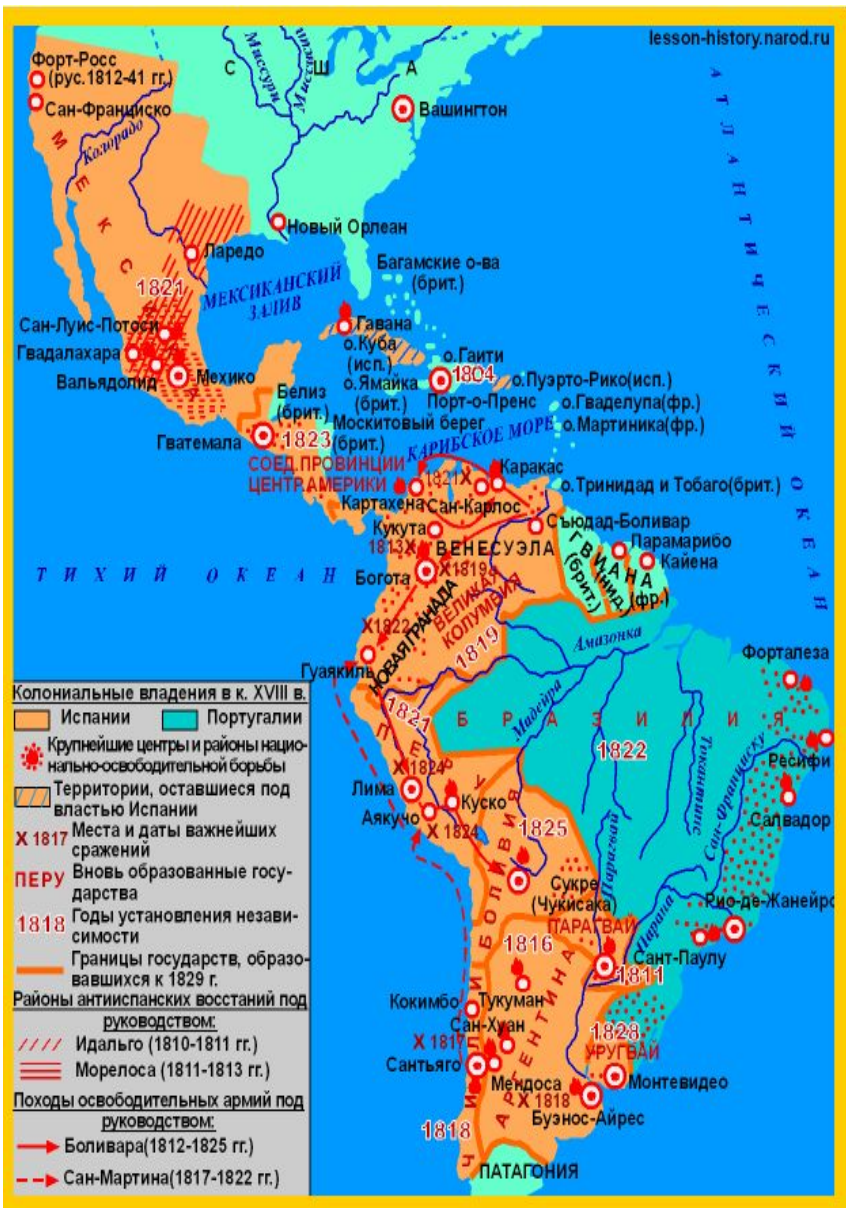 lesson-history.narod.ru
Форт-Росс
(рус.1812-41 гг.)
Сан-Франциско
С Ш А
Миссури
Вашингтон
Колорадо
МЕКСИКА
1821
Новый Орлеан
Ларедо
МЕКСИКАНСКИЙ
ЗАЛИВ
Багамские о-ва
(брит.)
АТЛАНТИЧЕСКИЙ ОКЕАН
Сан-Луис-Потоси
Гвадалахара
Вальядолид
Мехико
Гавана
о.Куба
(исп.)
о.Ямайка
(брит.)
о.Гаити
1804
Порт-о-Пренс
о.Пуэрто-Рико(исп.)
о.Гваделупа(фр.)
о.Мартиника(фр.)
Белиз
(брит.)
Москитовый берег
(брит.)
Гватемала
1823
СОЕД.ПРОВИНЦИИ
ЦЕНТ.АМЕРИКИ
КАРИБСКОЕ МОРЕ
Каракас
1821 X
Картахена
Сан-Карлос
о.Тринидад и Тобаго(брит.)
Кукута
Сьюдад-Боливар
1813 X
ВЕНЕСУЭЛА
Парамарибо
Кайена
ГВИАНА
(брит.)
(нид.)
(фр.)
ТИХИЙ ОКЕАН
Богота
X 1819
НОВАЯ ГРАНАДА
ВЕЛИКАЯ
КОЛУМБИЯ
1819
X 1822
Гуаякиль
Амазонка
Форталеза
БРАЗИЛИЯ
1822
Мадейра
Токантинс
Сан-Франциску
Ресифи
Салвадор
ПЕРУ
1821
X 1824
Лима
Куско
Аякучо
X 1824
БОЛИВИЯ
1825
Парагвай
Сукре
(Чукисака)
Парана
Рио-де-Жанейро
Сант-Паулу
ПАРАГВАЙ
1811
1816
Тукуман
Кокимбо
Сан-Хуан
X 1817
Сантьяго
Мендоса
X 1818
АРГЕНТИНА
1828
УРУГВАЙ
Монтевидео
Буэнос-Айрес
ЧИЛИ
1818
ПАТАГОНИЯ
Колониальные владения в к. XVIII в.
Испании
Португалии
Крупнейшие центры и районы нацио-
нально-освободительной борьбы
Территории, оставшиеся под
властью Испании
X 1817 Места и даты важнейших
сражений
ПЕРУ Вновь образованные госу-
дарства
1818 Годы установления незави-
симости
Границы государств, образо-
вавшихся к 1829 г.
Районы антииспанских восстаний под
руководством:
Идальго (1810-1811 гг.)
Морелоса (1811-1813 гг.)
Походы освободительных армий под
руководством:
Боливара(1812-1825 гг.)
Сан-Мартина(1817-1822 гг.)